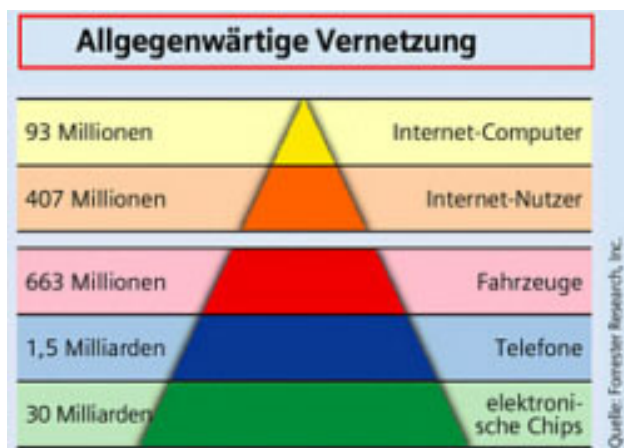 Allgegenwärtige Vernetzung
93 Millionen Internet-Computer
407 Millionen Internet-Nutzer
663 Millionen Fahrzeuge
1,5 Milliarden Telefone
30 Milliarden elektroni-
sche Chips
Quelle: Forrester Research, Inc.